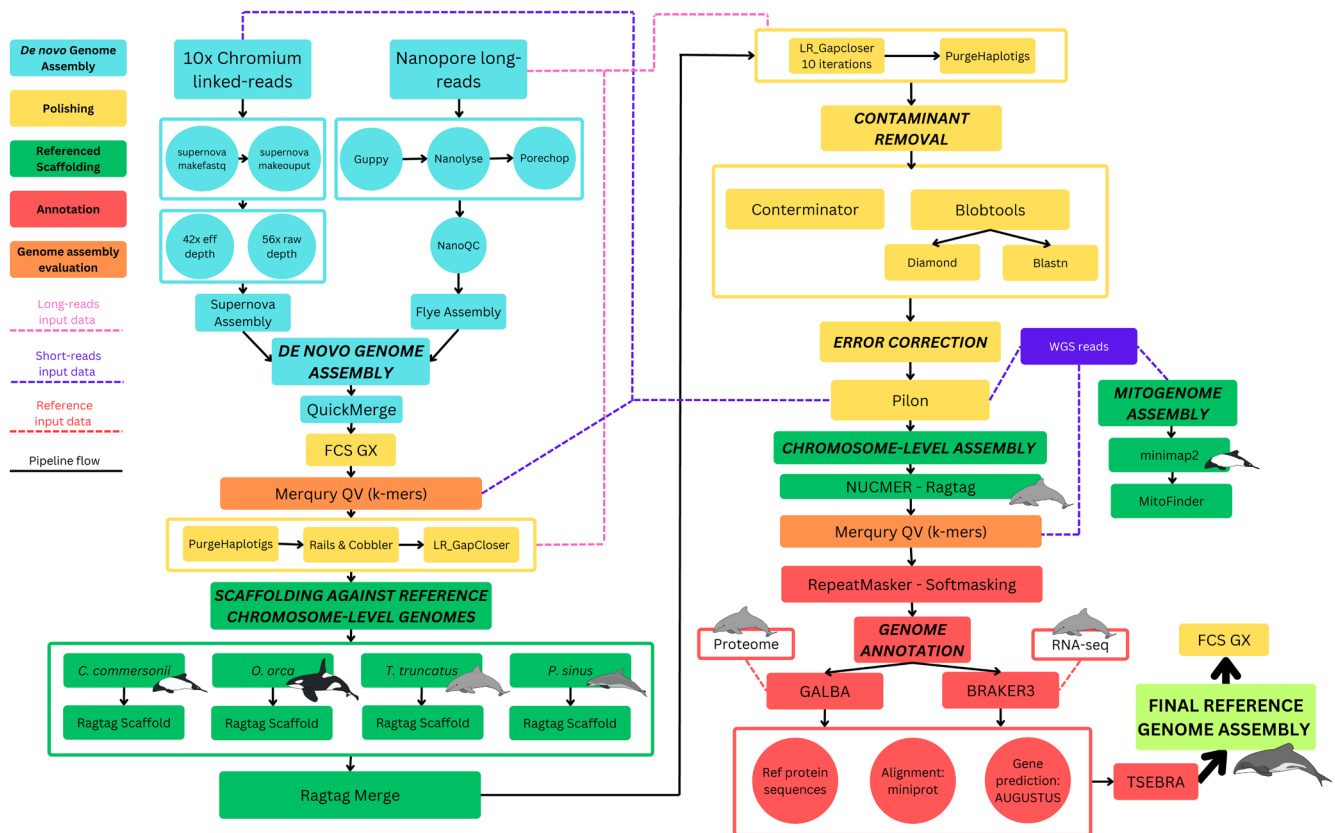 De novo Genome
Assembly
Polishing
Referenced
Scaffolding
Annotation
Genome assembly
evaluation
Long-reads
input data
Short-reads
input data
Reference
input data
Pipeline flow
10x Chromium
linked-reads
Nanopore long-
reads
supernova
makefastq
supernova
makeouput
Guppy
Nanolyse
Porechop
42x eff
depth
56x raw
depth
NanoQC
Supernova
Assembly
Flye Assembly
DE NOVO GENOME
ASSEMBLY
QuickMerge
FCS GX
Merqury QV (k-mers)
PurgeHaplotigs
Rails & Cobbler
LR_GapCloser
SCAFFOLDING AGAINST REFERENCE
CHROMOSOME-LEVEL GENOMES
C. commersonii
O. orca
T. truncatus
P. sinus
Ragtag Scaffold
Ragtag Scaffold
Ragtag Scaffold
Ragtag Scaffold
Ragtag Merge
LR_Gapcloser
10 iterations
PurgeHaplotigs
CONTAMINANT
REMOVAL
Conterminator
Blobtools
Diamond
Blastn
ERROR CORRECTION
WGS reads
Pilon
MITOGENOME
ASSEMBLY
CHROMOSOME-LEVEL ASSEMBLY
minimap2
NUCMER - Ragtag
MitoFinder
Merqury QV (k-mers)
RepeatMasker - Softmasking
Proteome
GENOME
ANNOTATION
RNA-seq
GALBA
BRAKER3
Ref protein
sequences
Alignment:
miniprot
Gene
prediction:
AUGUSTUS
TSEBRA
FCS GX
FINAL REFERENCE
GENOME ASSEMBLY